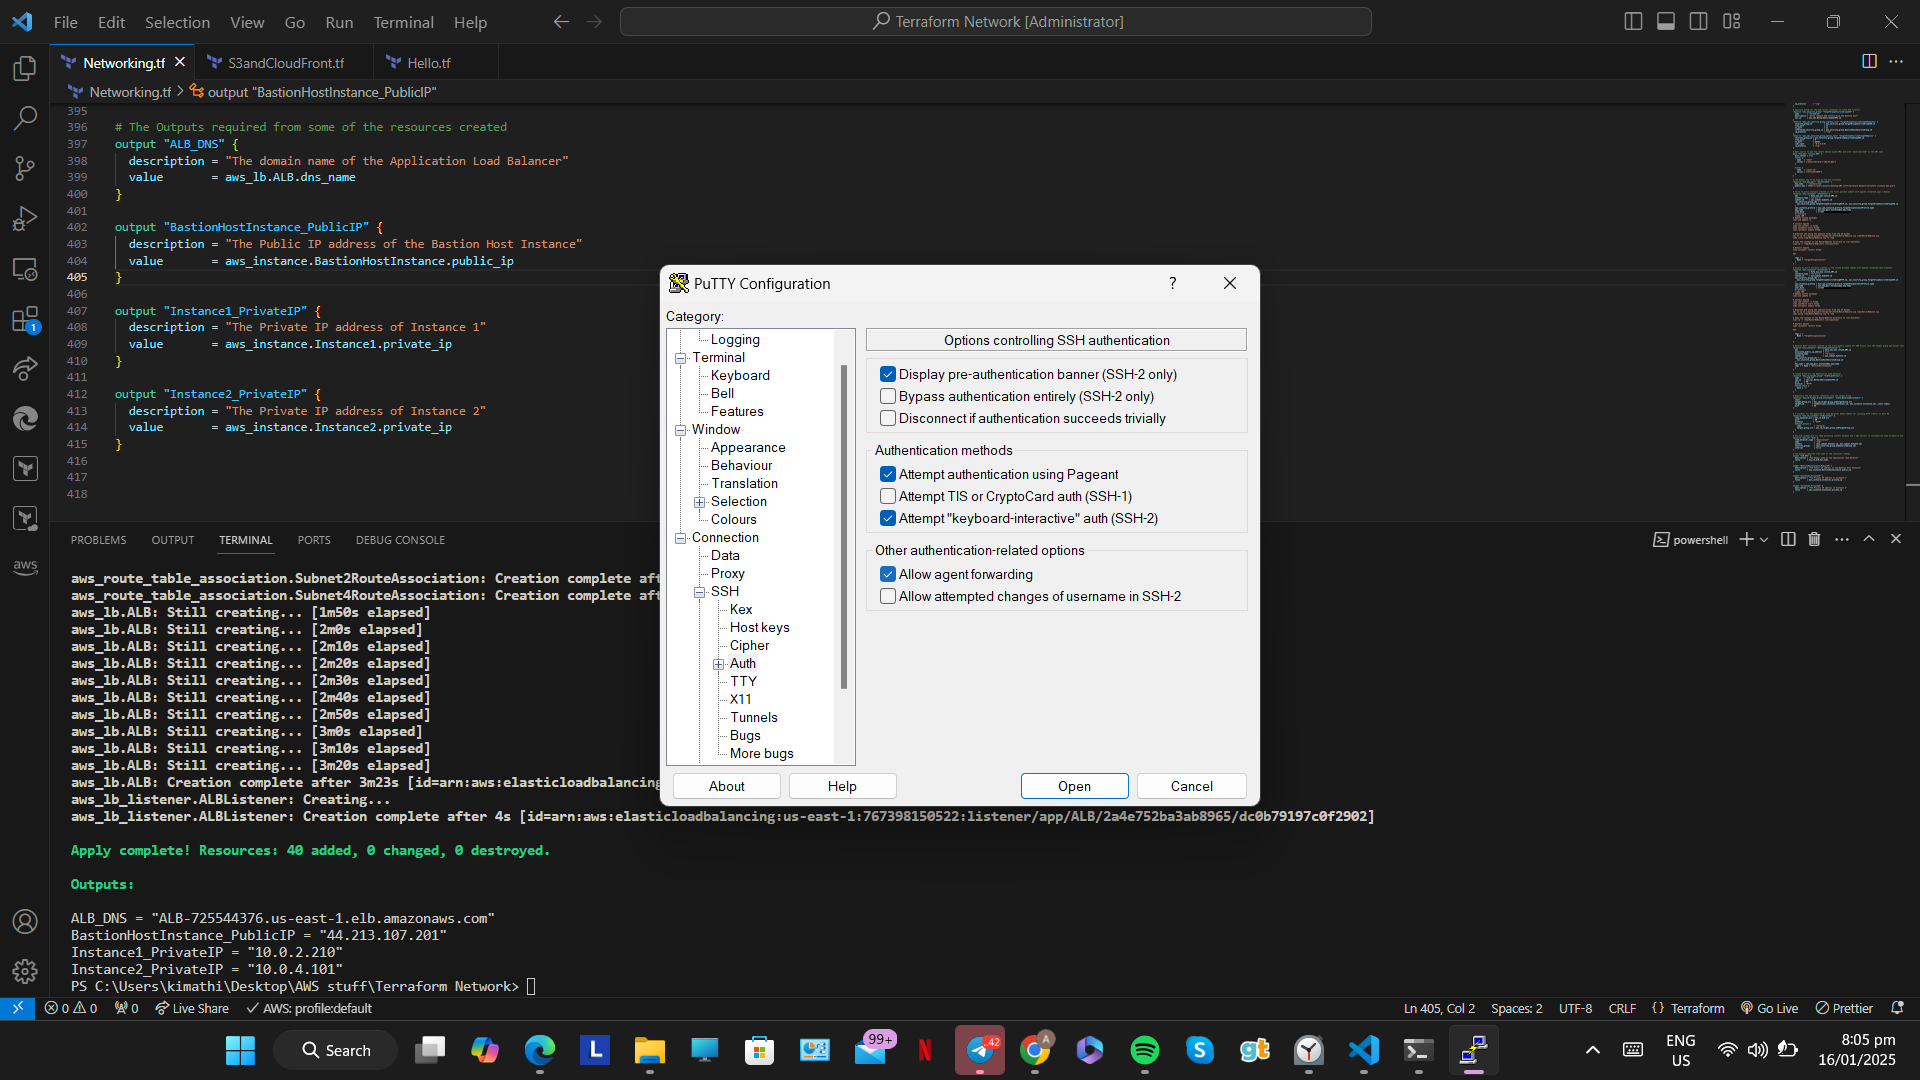 File Edit Selection View Go Run Terminal Help
Terraform Network [Administrator]
Networking.tf
S3andCloudFront.tf
Hello.tf
Networking.tf > output "BastionHostInstance_PublicIP"
395
396 # The Outputs required from some of the resources created
397 output "ALB_DNS" {
398 description = "The domain name of the Application Load Balancer"
399 value = aws_lb.ALB.dns_name
400 }
401
402 output "BastionHostInstance_PublicIP" {
403 description = "The Public IP address of the Bastion Host Instance"
404 value = aws_instance.BastionHostInstance.public_ip
405 }
406
407 output "Instance1_PrivateIP" {
408 description = "The Private IP address of Instance 1"
409 value = aws_instance.Instance1.private_ip
410 }
411
412 output "Instance2_PrivateIP" {
413 description = "The Private IP address of Instance 2"
414 value = aws_instance.Instance2.private_ip
415 }
416
417
418
1
aws
PuTTY Configuration
?
Category:
Logging
Terminal
Keyboard
Bell
Features
Window
Appearance
Behaviour
Translation
Selection
Colours
Connection
Data
Proxy
SSH
Kex
Host keys
Cipher
Auth
TTY
X11
Tunnels
Bugs
More bugs
Options controlling SSH authentication
Display pre-authentication banner (SSH-2 only)
Bypass authentication entirely (SSH-2 only)
Disconnect if authentication succeeds trivially
Authentication methods
Attempt authentication using Pageant
Attempt TIS or CryptoCard auth (SSH-1)
Attempt "keyboard-interactive" auth (SSH-2)
Other authentication-related options
Allow agent forwarding
Allow attempted changes of username in SSH-2
About Help Open Cancel
PROBLEMS OUTPUT TERMINAL PORTS DEBUG CONSOLE
powershell
aws_route_table_association.Subnet2RouteAssociation: Creation complete aft
aws_route_table_association.Subnet4RouteAssociation: Creation complete aft
aws_lb.ALB: Still creating... [1m50s elapsed]
aws_lb.ALB: Still creating... [2m0s elapsed]
aws_lb.ALB: Still creating... [2m10s elapsed]
aws_lb.ALB: Still creating... [2m20s elapsed]
aws_lb.ALB: Still creating... [2m30s elapsed]
aws_lb.ALB: Still creating... [2m40s elapsed]
aws_lb.ALB: Still creating... [2m50s elapsed]
aws_lb.ALB: Still creating... [3m0s elapsed]
aws_lb.ALB: Still creating... [3m10s elapsed]
aws_lb.ALB: Still creating... [3m20s elapsed]
aws_lb.ALB: Creation complete after 3m23s [id=arn:aws:elasticloadbalancing
aws_lb_listener.ALBListener: Creating...
aws_lb_listener.ALBListener: Creation complete after 4s [id=arn:aws:elasticloadbalancing:us-east-1:767398150522:listener/app/ALB/2a4e752ba3ab8965/dc0b79197c0f2902]
Apply complete! Resources: 40 added, 0 changed, 0 destroyed.
Outputs:
ALB_DNS = "ALB-725544376.us-east-1.elb.amazonaws.com"
BastionHostInstance_PublicIP = "44.213.107.201"
Instance1_PrivateIP = "10.0.2.210"
Instance2_PrivateIP = "10.0.4.101"
PS C:\Users\kimathi\Desktop\AWS stuff\Terraform Network>
0 0 0 Live Share AWS: profile:default
Ln 405, Col 2 Spaces: 2 UTF-8 CRLF {} Terraform Go Live Prettier
Search
L
99+
N
..42
A
S
gt
ENG
US
8:05 pm
16/01/2025